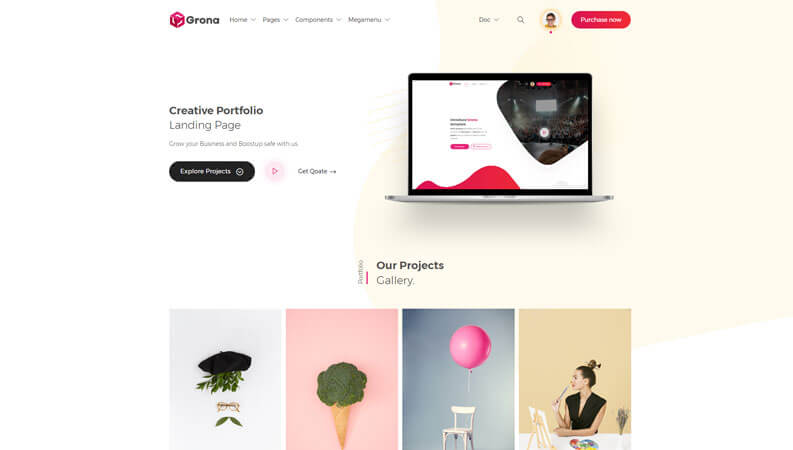 Grona
Home
Pages
Components
Megamenu
Doc
Purchase now
Creative Portfolio
Landing Page
Grow your Business and Boostup safe with us.
Explore Projects
Get Qoate →
Portfolio
Our Projects
Gallery.